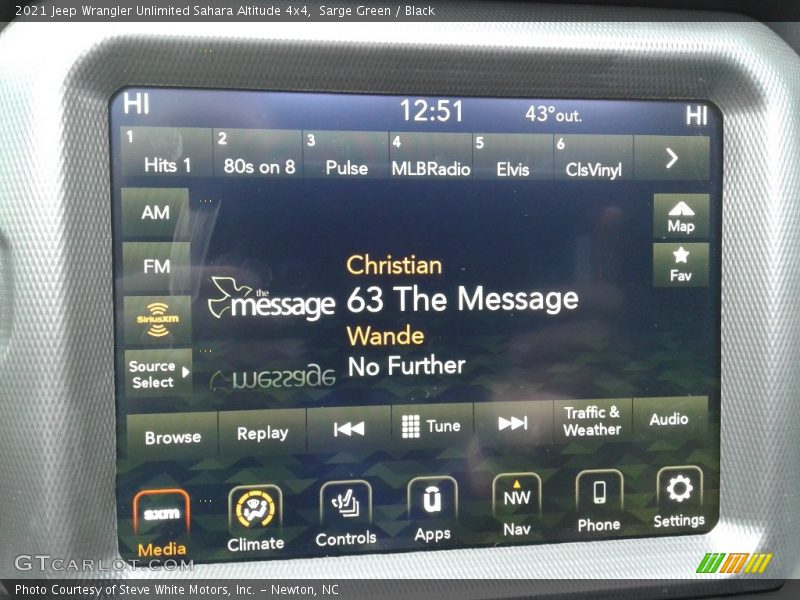 2021 Jeep Wrangler Unlimited Sahara Altitude 4x4,  Sarge Green / Black
HI 12:51 43°out. HI
1 Hits 1
2 80s on 8
3 Pulse
4 MLBRadio
5 Elvis
6 ClsVinyl
AM
Map
FM
Fav
SiriusXM
Source Select
the message
Christian
63 The Message
Wande
No Further
message
Browse
Replay
Tune
Traffic & Weather
Audio
sxm
Media
Climate
Controls
Apps
NW
Nav
Phone
Settings
GTcarlot.com
Photo Courtesy of Steve White Motors, Inc. – Newton, NC